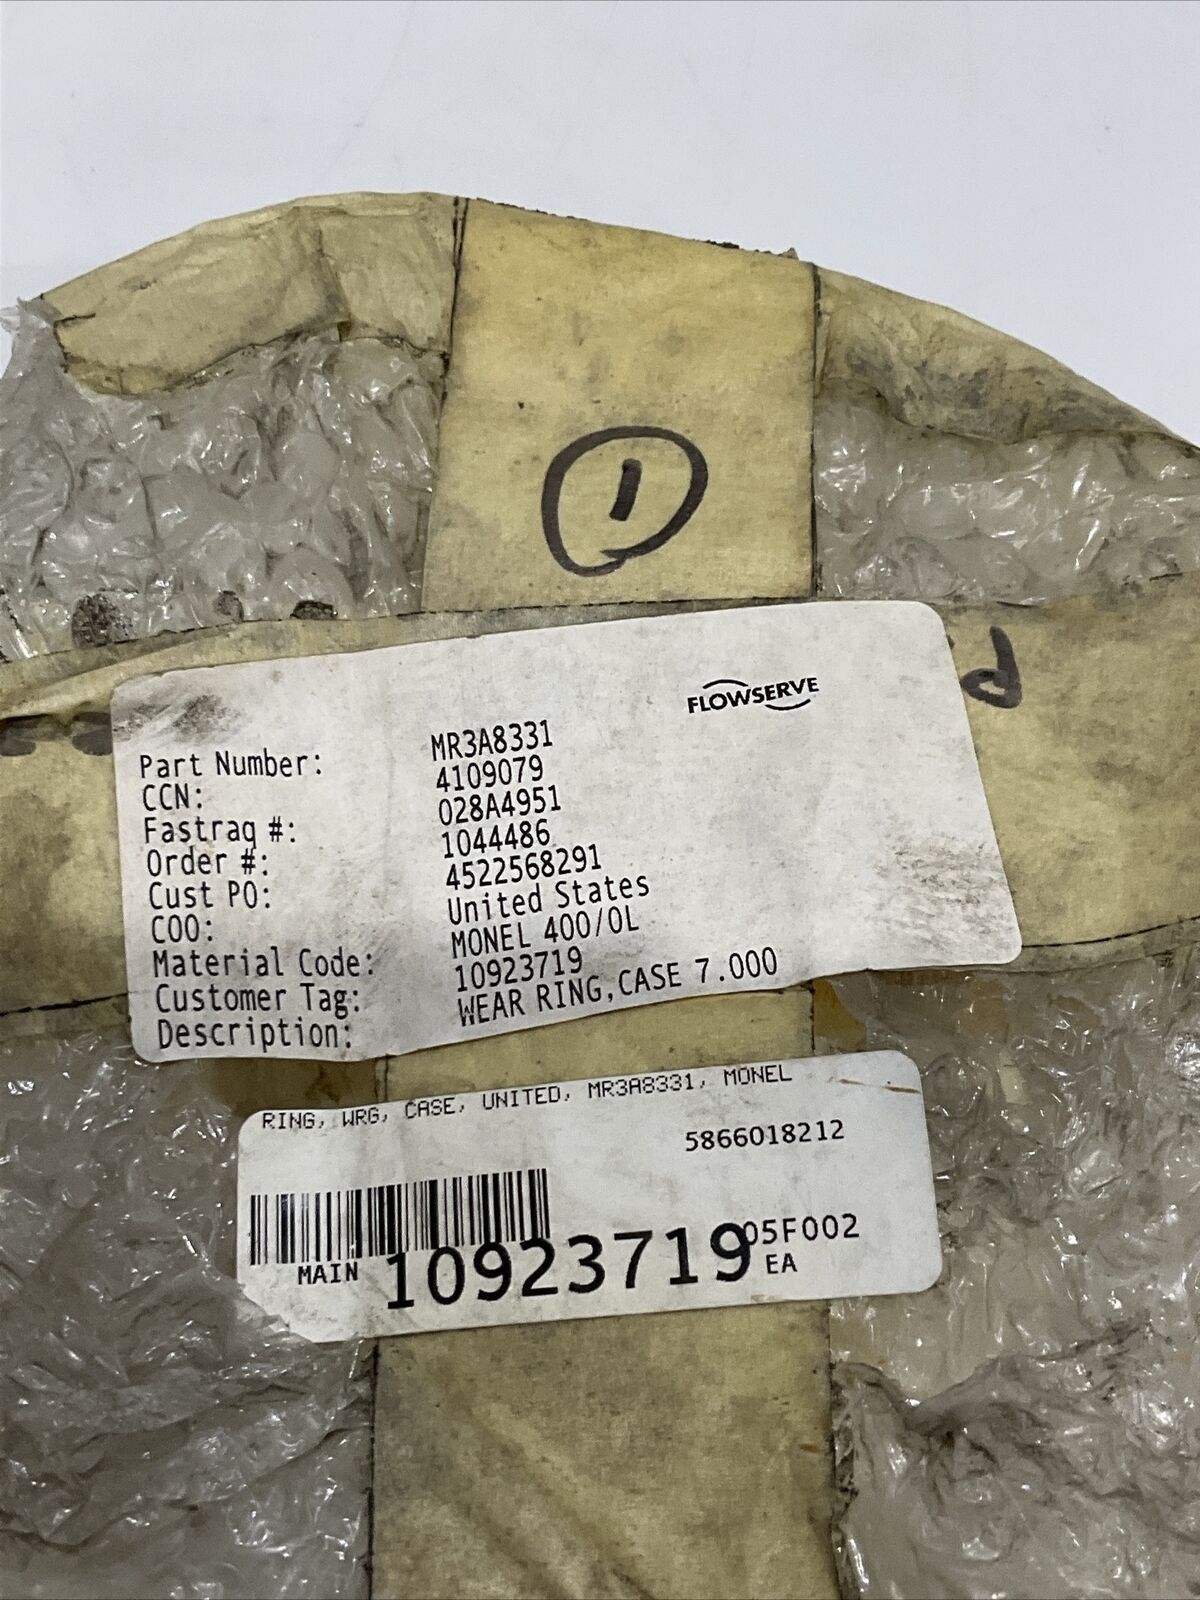 1
d
FLOWSERVE
Part Number: MR3A8331
CCN: 4109079
Fastraq #: 028A4951
Order #: 1044486
Cust PO: 4522568291
COO: United States
Material Code: MONEL 400/0L
Customer Tag: 10923719
Description: WEAR RING,CASE 7.000
RING, WRG, CASE, UNITED, MR3A8331, MONEL
5866018212
05F002
MAIN 10923719 EA